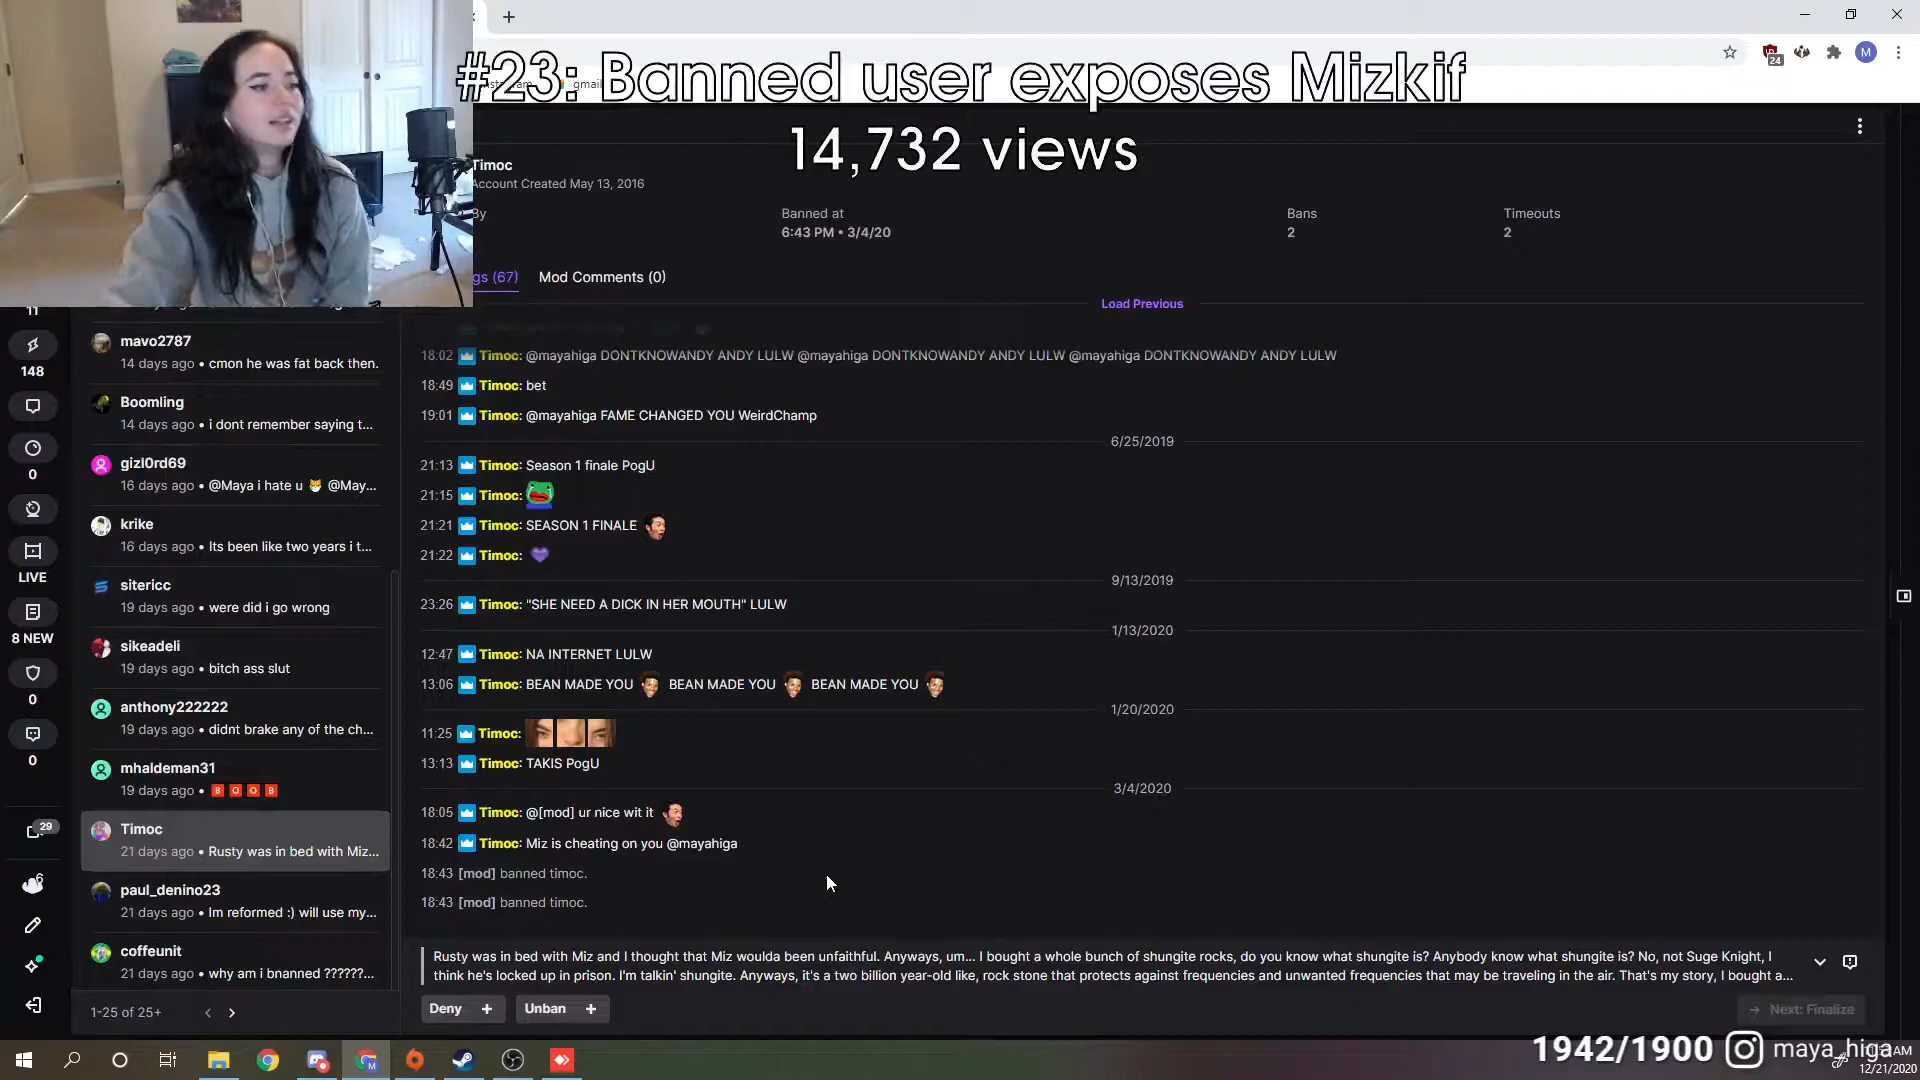 #23: Banned user exposes Mizkif
14,732 views
M
24
gmail
Timoc
Account Created May 13, 2016
By
Banned at
6:43 PM • 3/4/20
Bans
2
Timeouts
2
gs (67)
Mod Comments (0)
Load Previous
18:02 Timoc: @mayahiga DONTKNOWANDY ANDY LULW @mayahiga DONTKNOWANDY ANDY LULW @mayahiga DONTKNOWANDY ANDY LULW
18:49 Timoc: bet
19:01 Timoc: @mayahiga FAME CHANGED YOU WeirdChamp
6/25/2019
21:13 Timoc: Season 1 finale PogU
21:15 Timoc:
21:21 Timoc: SEASON 1 FINALE
21:22 Timoc:
9/13/2019
23:26 Timoc: "SHE NEED A DICK IN HER MOUTH" LULW
1/13/2020
12:47 Timoc: NA INTERNET LULW
13:06 Timoc: BEAN MADE YOU BEAN MADE YOU BEAN MADE YOU
1/20/2020
11:25 Timoc:
13:13 Timoc: TAKIS PogU
3/4/2020
18:05 Timoc: @[mod] ur nice wit it
18:42 Timoc: Miz is cheating on you @mayahiga
18:43 [mod] banned timoc.
18:43 [mod] banned timoc.
Rusty was in bed with Miz and I thought that Miz woulda been unfaithful. Anyways, um... I bought a whole bunch of shungite rocks, do you know what shungite is? Anybody know what shungite is? No, not Suge Knight, I
think he's locked up in prison. I'm talkin' shungite. Anyways, it's a two billion year-old like, rock stone that protects against frequencies and unwanted frequencies that may be traveling in the air. That's my story, I bought a...
Deny +
Unban +
Next: Finalize
11
148
0
LIVE
8 NEW
0
0
29
6
mavo2787
14 days ago • cmon he was fat back then.
Boomling
14 days ago • i dont remember saying t...
gizl0rd69
16 days ago • @Maya i hate u @May...
krike
16 days ago • Its been like two years i t...
sitericc
19 days ago • were did i go wrong
sikeadeli
19 days ago • bitch ass slut
anthony222222
19 days ago • didnt brake any of the ch...
mhaldeman31
19 days ago • B O O B
Timoc
21 days ago • Rusty was in bed with Miz...
paul_denino23
21 days ago • Im reformed :) will use my...
coffeunit
21 days ago • why am i bnanned ??????...
1-25 of 25+
1942/1900 maya_higa
AM
12/21/2020